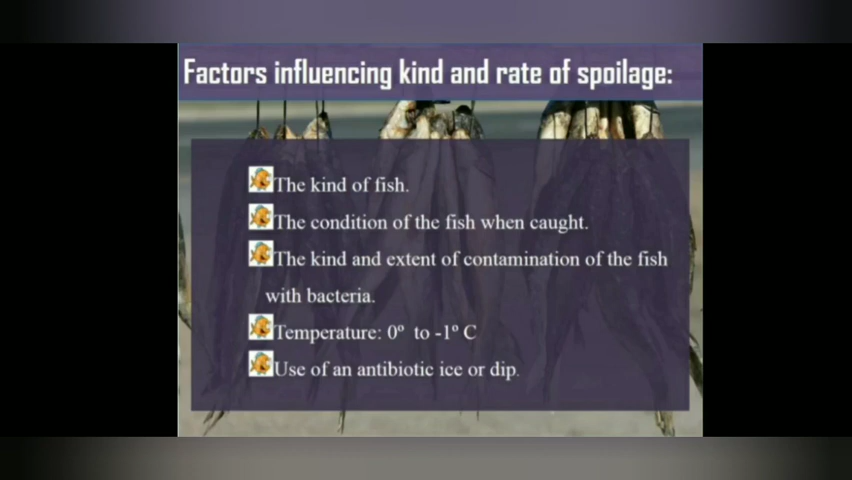 Factors influencing kind and rate of spoilage:
The kind of fish.
The condition of the fish when caught.
The kind and extent of contamination of the fish
with bacteria.
Temperature: 0º to -1º C
Use of an antibiotic ice or dip.